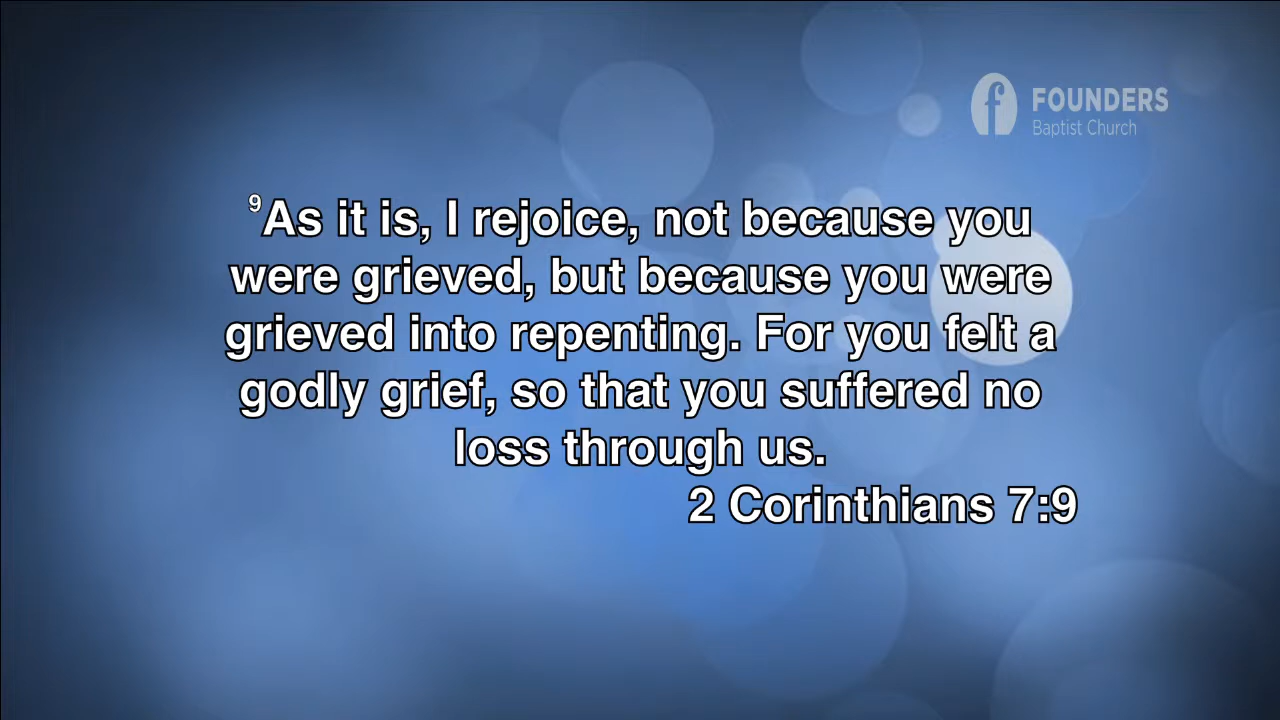 FOUNDERS
Baptist Church
⁹As it is, I rejoice, not because you
were grieved, but because you were
grieved into repenting. For you felt a
godly grief, so that you suffered no
loss through us.
2 Corinthians 7:9